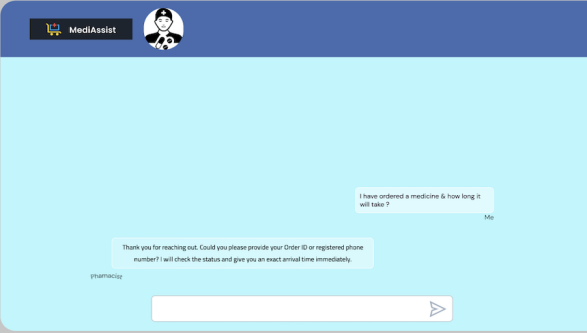 MediAssist
I have ordered a medicine & how long it
will take ?
Me
Thank you for reaching out. Could you please provide your Order ID or registered phone
number? I will check the status and give you an exact arrival time immediately.